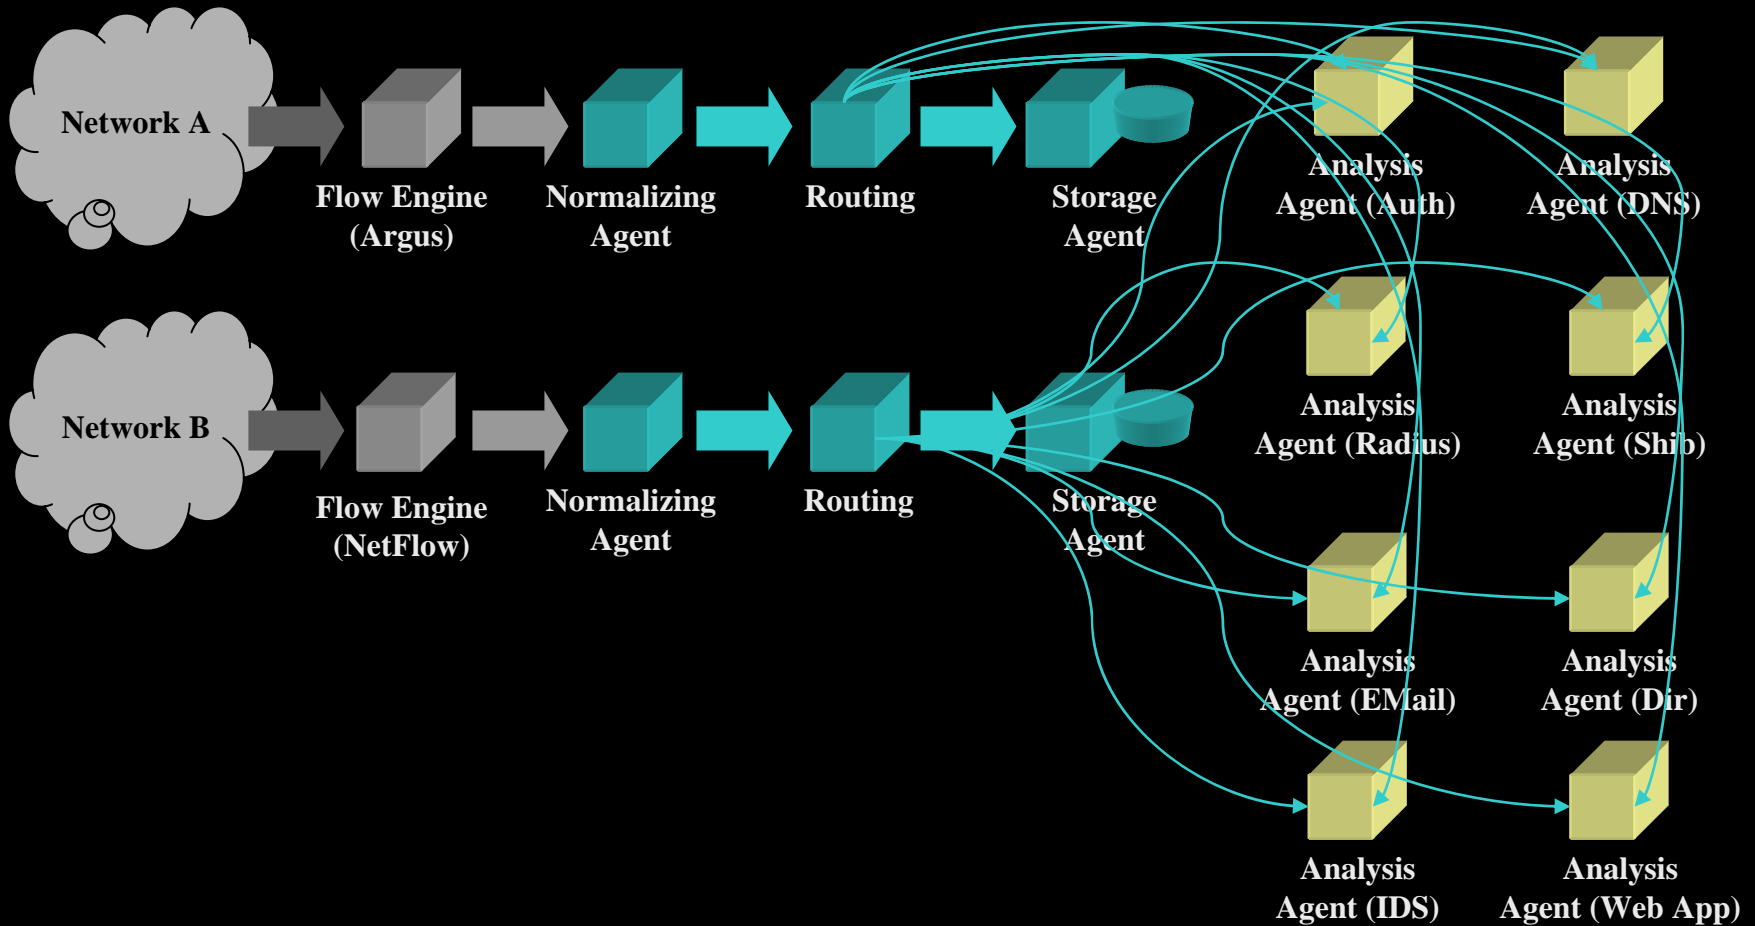 Network A
Flow Engine
(Argus)
Normalizing
Agent
Routing
Storage
Agent
Analysis
Agent (Auth)
Analysis
Agent (DNS)
Network B
Flow Engine
(NetFlow)
Normalizing
Agent
Routing
Storage
Agent
Analysis
Agent (Radius)
Analysis
Agent (Shib)
Analysis
Agent (EMail)
Analysis
Agent (Dir)
Analysis
Agent (IDS)
Analysis
Agent (Web App)